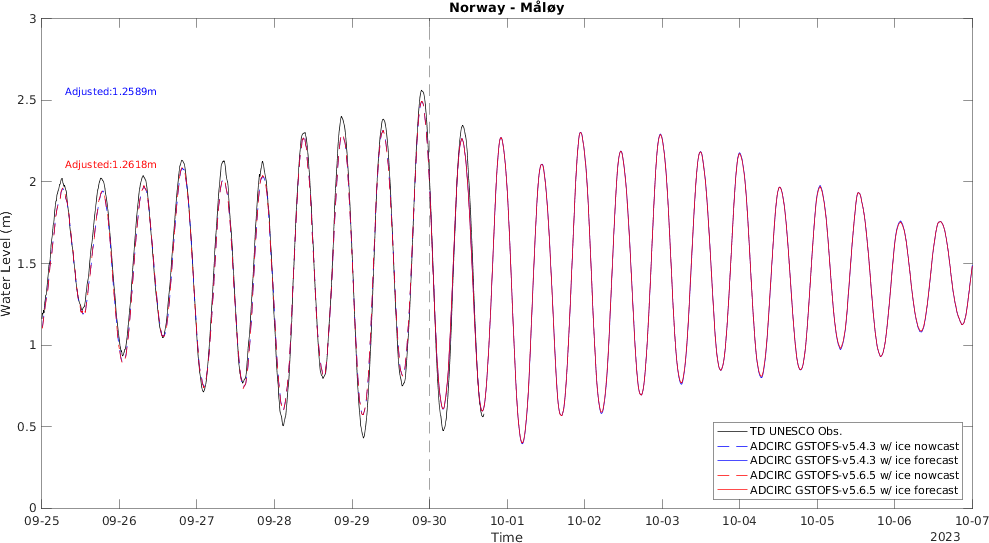 Norway - Måløy
3
2.5
2
1.5
1
0.5
0
Water Level (m)
Adjusted:1.2589m
Adjusted:1.2618m
TD UNESCO Obs.
ADCIRC GSTOFS-v5.4.3 w/ ice nowcast
ADCIRC GSTOFS-v5.4.3 w/ ice forecast
ADCIRC GSTOFS-v5.6.5 w/ ice nowcast
ADCIRC GSTOFS-v5.6.5 w/ ice forecast
09-25 09-26 09-27 09-28 09-29 09-30 10-01 10-02 10-03 10-04 10-05 10-06 10-07
Time
2023